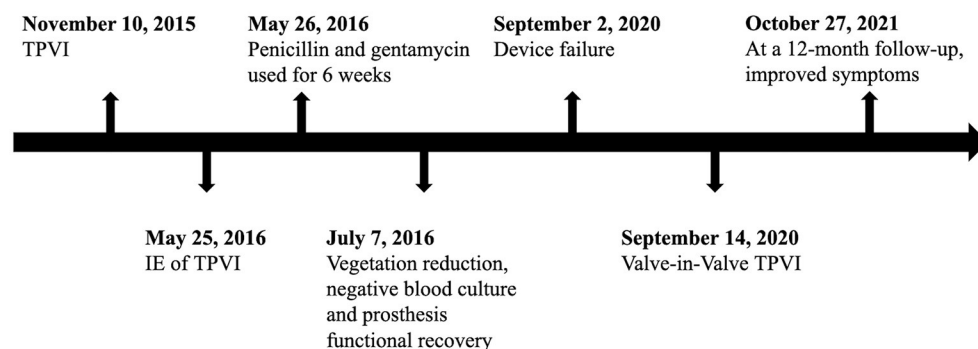 November 10, 2015
TPVI
May 26, 2016
Penicillin and gentamycin
used for 6 weeks
September 2, 2020
Device failure
October 27, 2021
At a 12-month follow-up,
improved symptoms
May 25, 2016
IE of TPVI
July 7, 2016
Vegetation reduction,
negative blood culture
and prosthesis
functional recovery
September 14, 2020
Valve-in-Valve TPVI